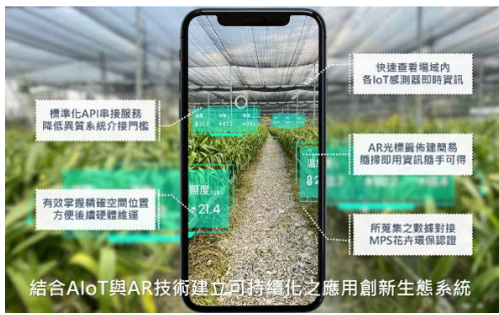 標準化API串接服務
降低異質系統介接門檻
有效掌握精確空間位置
方便後續硬體維運
快速查看場域內
各IoT感測器即時資訊
AR光標籤佈建簡易
隨掃即用資訊隨手可得
所蒐集之數據對接
MPS花卉環保認證
照度
21.4
結合AIoT與AR技術建立可持續化之應用創新生態系統